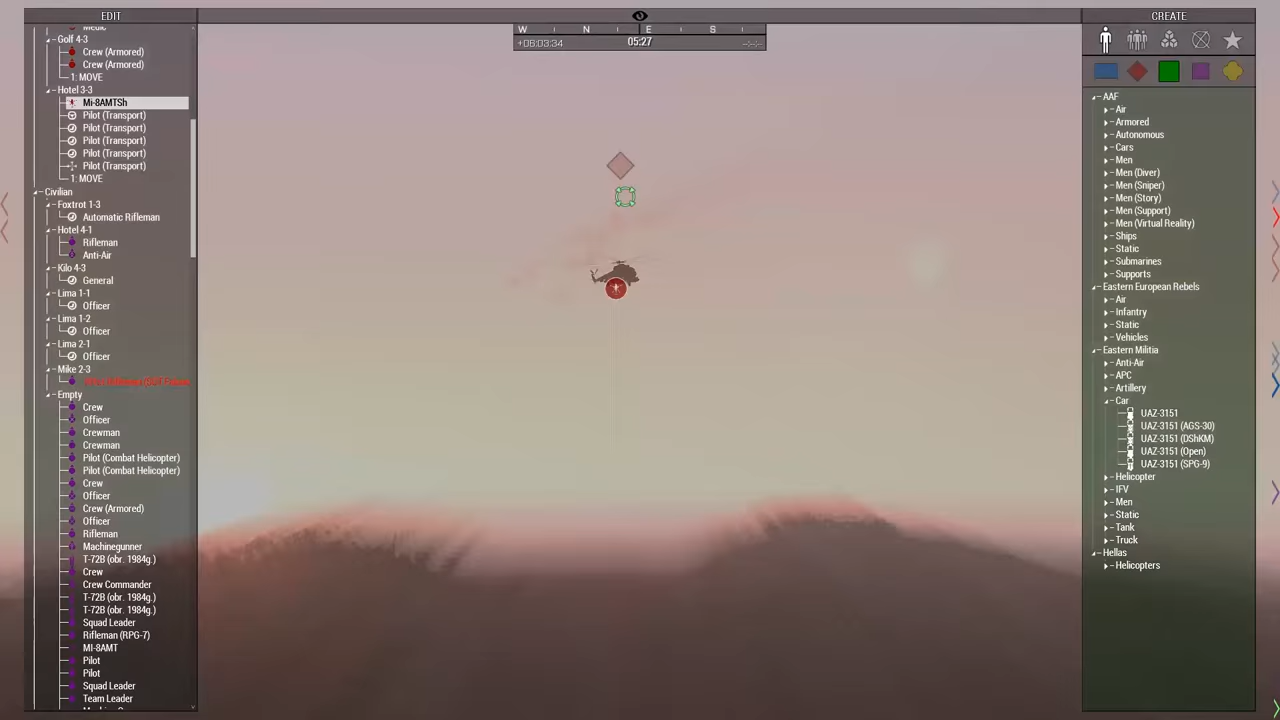 EDIT
Medic
Golf 4-3
Crew (Armored)
Crew (Armored)
1: MOVE
Hotel 3-3
Mi-8AMTSh
Pilot (Transport)
Pilot (Transport)
Pilot (Transport)
Pilot (Transport)
Pilot (Transport)
1: MOVE
Civilian
Foxtrot 1-3
Automatic Rifleman
Hotel 4-1
Rifleman
Anti-Air
Kilo 4-3
General
Lima 1-1
Officer
Lima 1-2
Officer
Lima 2-1
Officer
Mike 2-3
Empty
Crew
Officer
Crewman
Crewman
Pilot (Combat Helicopter)
Pilot (Combat Helicopter)
Crew
Officer
Crew (Armored)
Officer
Rifleman
Machinegunner
T-72B (obr. 1984g.)
Crew
Crew Commander
T-72B (obr. 1984g.)
T-72B (obr. 1984g.)
Squad Leader
Rifleman (RPG-7)
MI-8AMT
Pilot
Pilot
Squad Leader
Team Leader
W N E S
+06:03:34 05:27
CREATE
AAF
Air
Armored
Autonomous
Cars
Men
Men (Diver)
Men (Sniper)
Men (Story)
Men (Support)
Men (Virtual Reality)
Ships
Static
Submarines
Supports
Eastern European Rebels
Air
Infantry
Static
Vehicles
Eastern Militia
Anti-Air
APC
Artillery
Car
UAZ-3151
UAZ-3151 (AGS-30)
UAZ-3151 (DShKM)
UAZ-3151 (Open)
UAZ-3151 (SPG-9)
Helicopter
IFV
Men
Static
Tank
Truck
Hellas
Helicopters